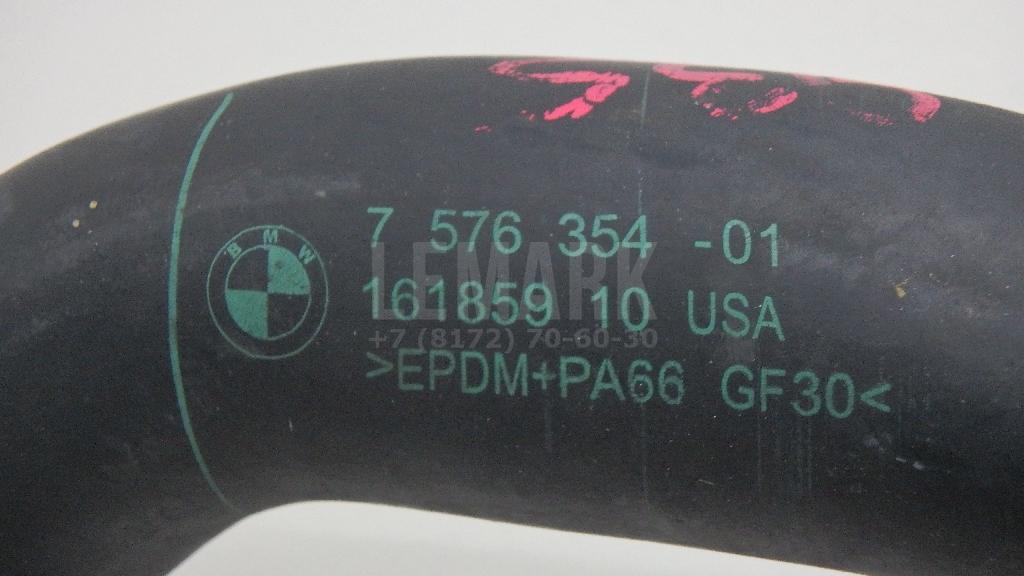 BMW
7 576 354 -01
161859 10 USA
>EPDM+PA66 GF30<
LEMARK
+7 (8172) 70-60-30